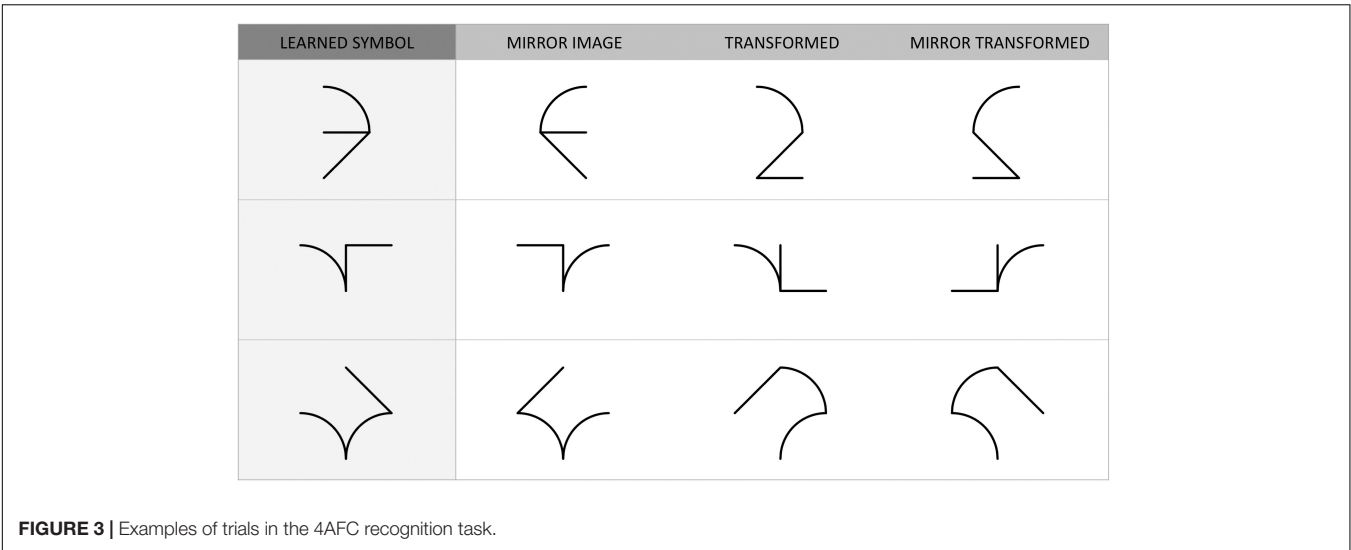 LEARNED SYMBOL MIRROR IMAGE TRANSFORMED MIRROR TRANSFORMED
FIGURE 3 | Examples of trials in the 4AFC recognition task.